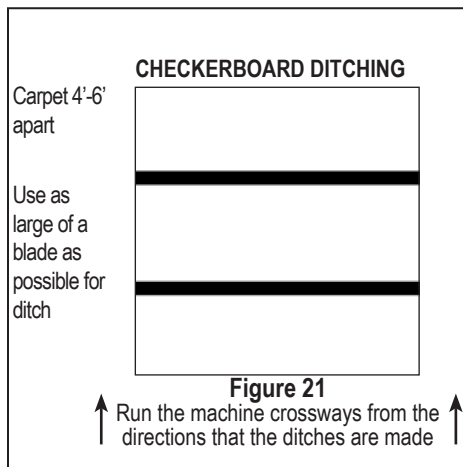 CHECKERBOARD DITCHING
Carpet 4'-6'
apart
Use as
large of a
blade as
possible for
ditch
Figure 21
Run the machine crossways from the
directions that the ditches are made